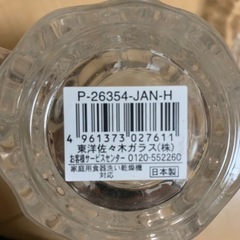 P-26354-JAN-H
4 961373 027611
東洋佐々木ガラス(株)
お客様サービスセンター 0120-552260
家庭用食器洗い乾燥機
対応
日本製